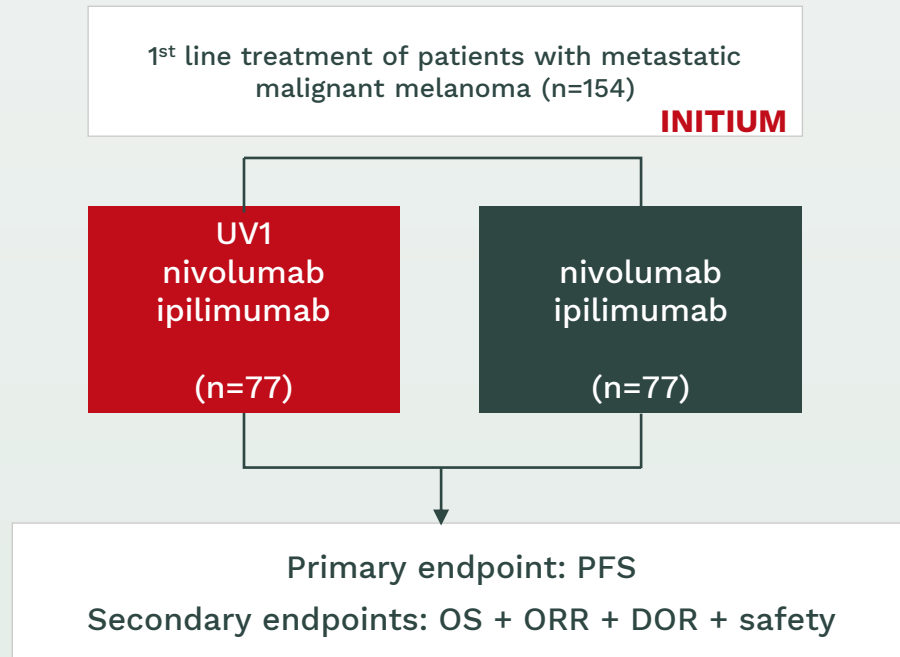 1st line treatment of patients with metastatic
malignant melanoma (n=154)
INITIUM
UV1
nivolumab
ipilimumab
(n=77)
nivolumab
ipilimumab
(n=77)
Primary endpoint: PFS
Secondary endpoints: OS + ORR + DOR + safety